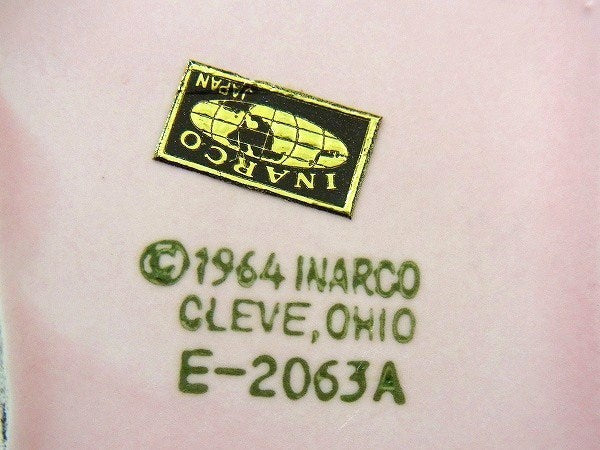 JAPAN
INARCO
©1964 INARCO
CLEVE, OHIO
E-2063A